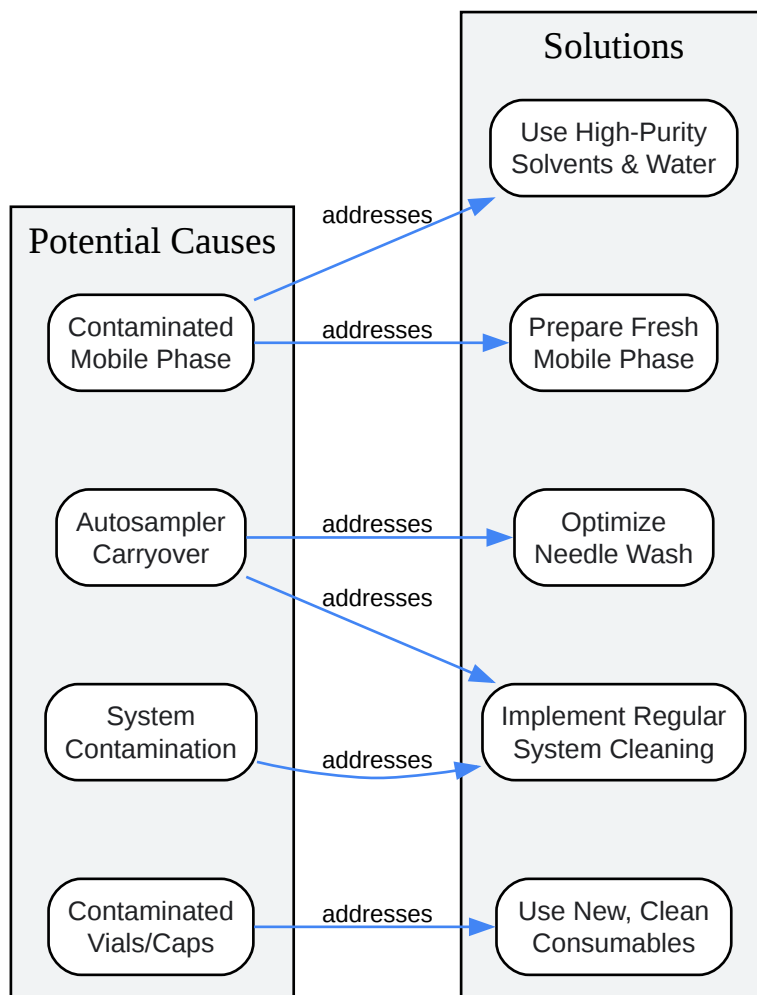 Solutions
Use High-Purity
Solvents & Water
Potential Causes
addresses
Contaminated
Mobile Phase
addresses
Prepare Fresh
Mobile Phase
Autosampler
Carryover
addresses
Optimize
Needle Wash
addresses
System
Contamination
addresses
Implement Regular
System Cleaning
Contaminated
Vials/Caps
addresses
Use New, Clean
Consumables